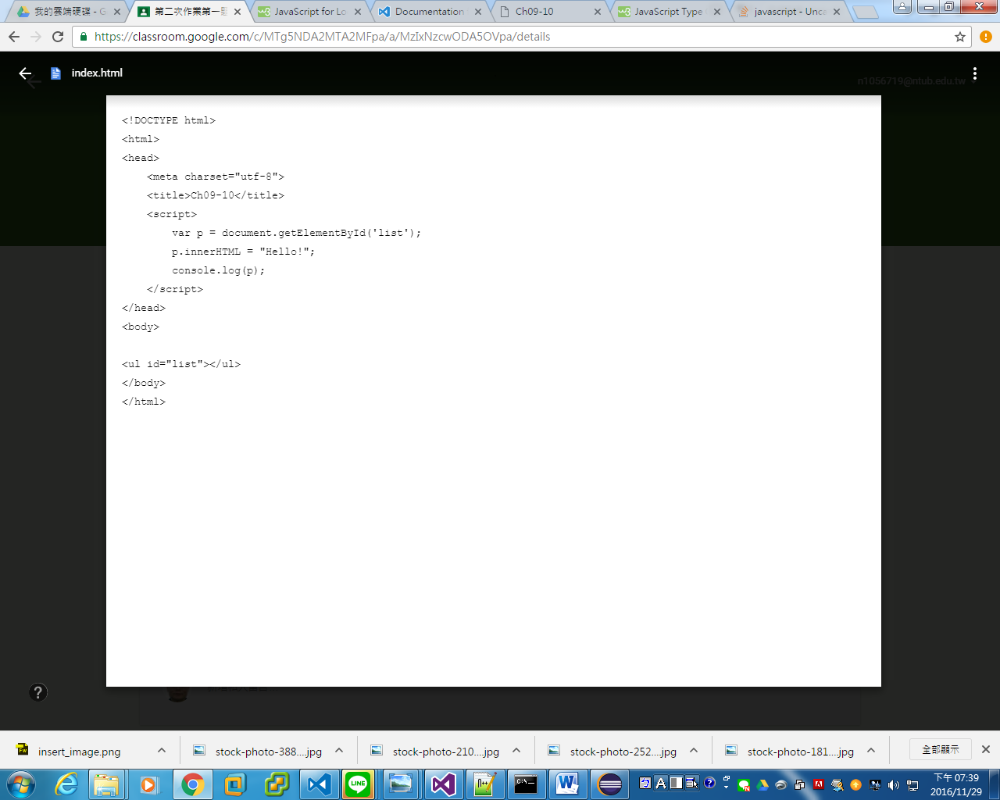 我的雲端硬碟 - G
第二次作業第一
JavaScript for Lo
Documentation
Ch09-10
JavaScript Type
javascript - Unca
https://classroom.google.com/c/MTg5NDA2MTA2MFpa/a/MzIxNzcwODA5OVpa/details
index.html
n1056719@ntub.edu.tw
<!DOCTYPE html>
<html>
<head>
<meta charset="utf-8">
<title>Ch09-10</title>
<script>
var p = document.getElementById('list');
p.innerHTML = "Hello!";
console.log(p);
</script>
</head>
<body>
<ul id="list"></ul>
</body>
</html>
insert_image.png
stock-photo-388....jpg
stock-photo-210....jpg
stock-photo-252....jpg
stock-photo-181....jpg
全部顯示
LINE
下午 07:39
2016/11/29